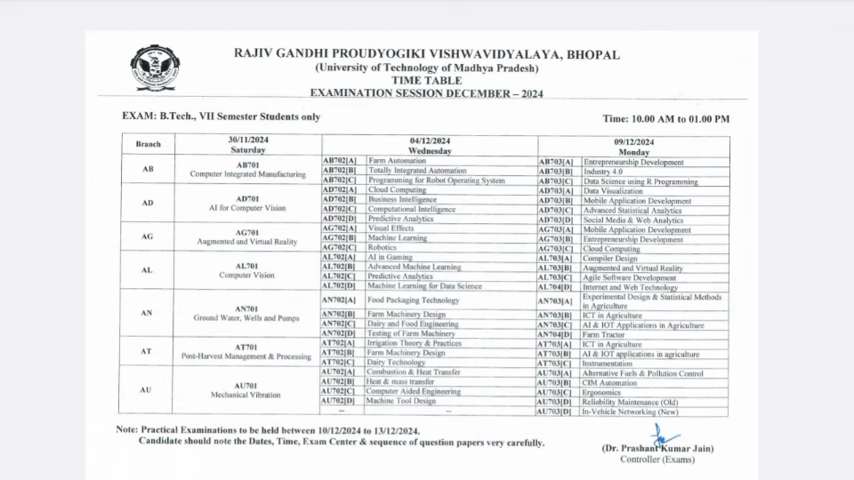 RAJIV GANDHI PROUDYOGIKI VISHWAVIDYALAYA, BHOPAL
(University of Technology of Madhya Pradesh)
TIME TABLE
EXAMINATION SESSION DECEMBER – 2024
EXAM: B.Tech., VII Semester Students only
Time: 10.00 AM to 01.00 PM
Branch
30/11/2024
Saturday
04/12/2024
Wednesday
09/12/2024
Monday
AB
AB701
Computer Integrated Manufacturing
AB702[A] Farm Automation
AB702[B] Totally Integrated Automation
AB702[C] Programming for Robot Operating System
AB703[A] Entrepreneurship Development
AB703[B] Industry 4.0
AB703[C] Data Science using R Programming
AD
AD701
AI for Computer Vision
AD702[A] Cloud Computing
AD702[B] Business Intelligence
AD702[C] Computational Intelligence
AD702[D] Predictive Analytics
AD703[A] Data Visualization
AD703[B] Mobile Application Development
AD703[C] Advanced Statistical Analytics
AD703[D] Social Media & Web Analytics
AG
AG701
Augmented and Virtual Reality
AG702[A] Visual Effects
AG702[B] Machine Learning
AG702[C] Robotics
AG703[A] Mobile Application Development
AG703[B] Entrepreneurship Development
AG703[C] Cloud Computing
AL
AL701
Computer Vision
AL702[A] AI in Gaming
AL702[B] Advanced Machine Learning
AL702[C] Predictive Analytics
AL702[D] Machine Learning for Data Science
AL703[A] Compiler Design
AL703[B] Augmented and Virtual Reality
AL703[C] Agile Software Development
AL704[D] Internet and Web Technology
AN
AN701
Ground Water, Wells and Pumps
AN702[A] Food Packaging Technology
AN702[B] Farm Machinery Design
AN702[C] Dairy and Food Engineering
AN702[D] Testing of Farm Machinery
AN703[A] Experimental Design & Statistical Methods
in Agriculture
AN703[B] ICT in Agriculture
AN703[C] AI & IOT Applications in Agriculture
AN704[D] Farm Tractor
AT
AT701
Post-Harvest Management & Processing
AT702[A] Irrigation Theory & Practices
AT702[B] Farm Machinery Design
AT702[C] Dairy Technology
AT703[A] ICT in Agriculture
AT703[B] AI & IOT applications in agriculture
AT703[C] Instrumentation
AU
AU701
Mechanical Vibration
AU702[A] Combustion & Heat Transfer
AU702[B] Heat & mass transfer
AU702[C] Computer Aided Engineering
AU702[D] Machine Tool Design
-- --
AU703[A] Alternative Fuels & Pollution Control
AU703[B] CIM Automation
AU703[C] Ergonomics
AU703[D] Reliability Maintenance (Old)
AU703[D] In-Vehicle Networking (New)
Note: Practical Examinations to be held between 10/12/2024 to 13/12/2024.
Candidate should note the Dates, Time, Exam Center & sequence of question papers very carefully.
(Dr. Prashant Kumar Jain)
Controller (Exams)